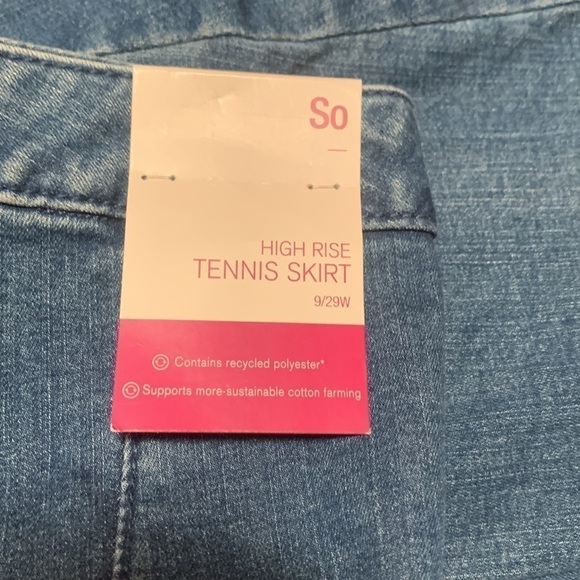 So
HIGH RISE
TENNIS SKIRT
9/29W
Contains recycled polyester*
Supports more-sustainable cotton farming